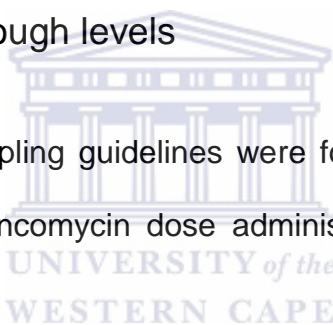 ough levels
pling guidelines were fo
ncomycin dose adminis
UNIVERSITY of the
WESTERN CAPE